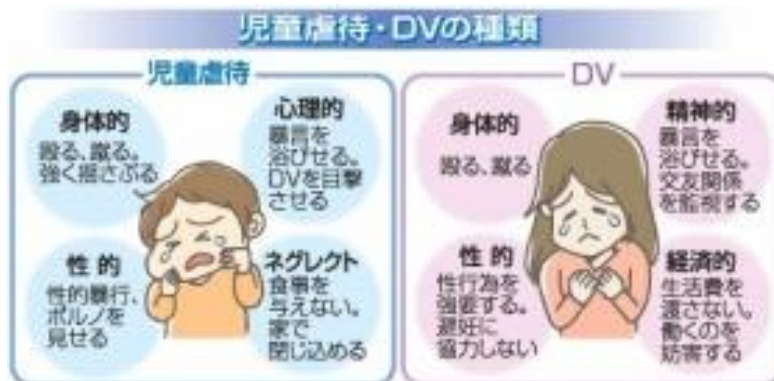 児童虐待・DVの種類
児童虐待
身体的
殴る、蹴る。
強く揺さぶる
心理的
暴言を
浴びせる。
DVを目撃
させる
性的
性的暴行、
ポルノを
見せる
ネグレクト
食事を
与えない。
家で
閉じ込める
DV
身体的
殴る、蹴る
精神的
暴言を
浴びせる。
交友関係
を監視する
性的
性行為を
強要する。
避妊に
協力しない
経済的
生活費を
渡さない。
働くのを
妨害する